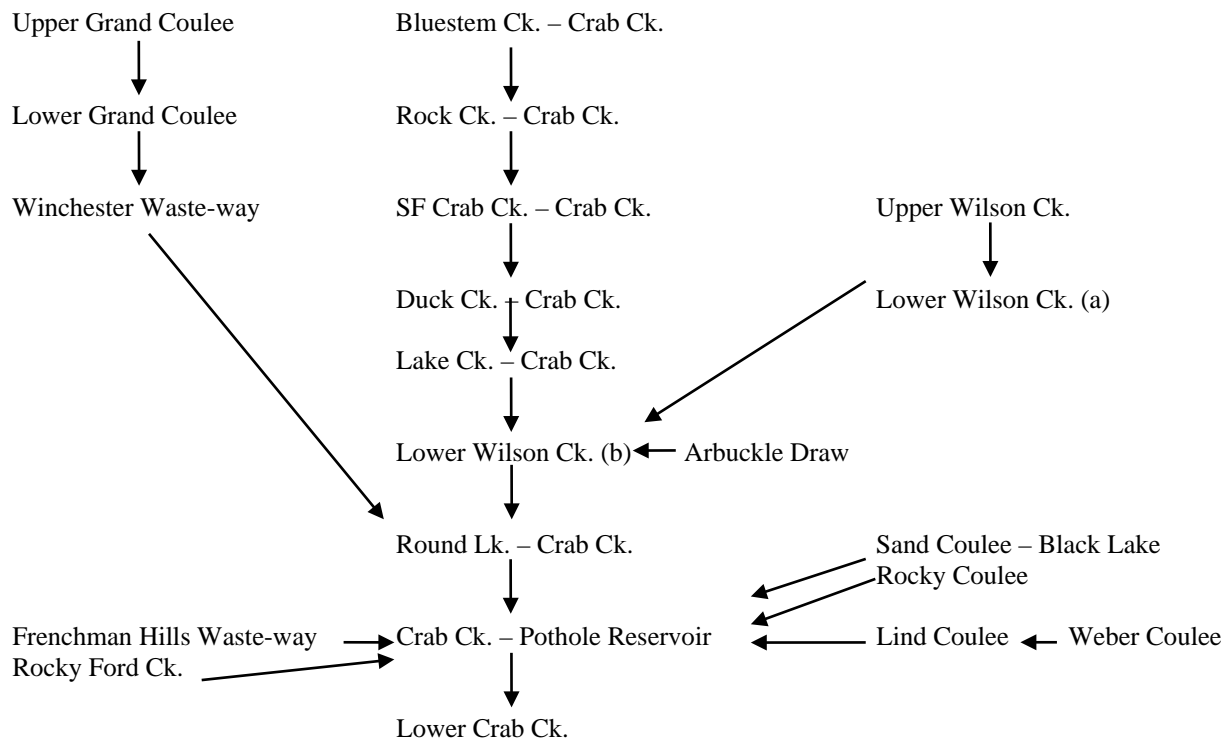 Upper Grand Coulee
Bluestem Ck. – Crab Ck.
Lower Grand Coulee
Rock Ck. – Crab Ck.
Winchester Waste-way
SF Crab Ck. – Crab Ck.
Upper Wilson Ck.
Duck Ck. – Crab Ck.
Lower Wilson Ck. (a)
Lake Ck. – Crab Ck.
Lower Wilson Ck. (b)
Arbuckle Draw
Round Lk. – Crab Ck.
Sand Coulee – Black Lake
Rocky Coulee
Frenchman Hills Waste-way
Crab Ck. – Pothole Reservoir
Lind Coulee
Weber Coulee
Rocky Ford Ck.
Lower Crab Ck.